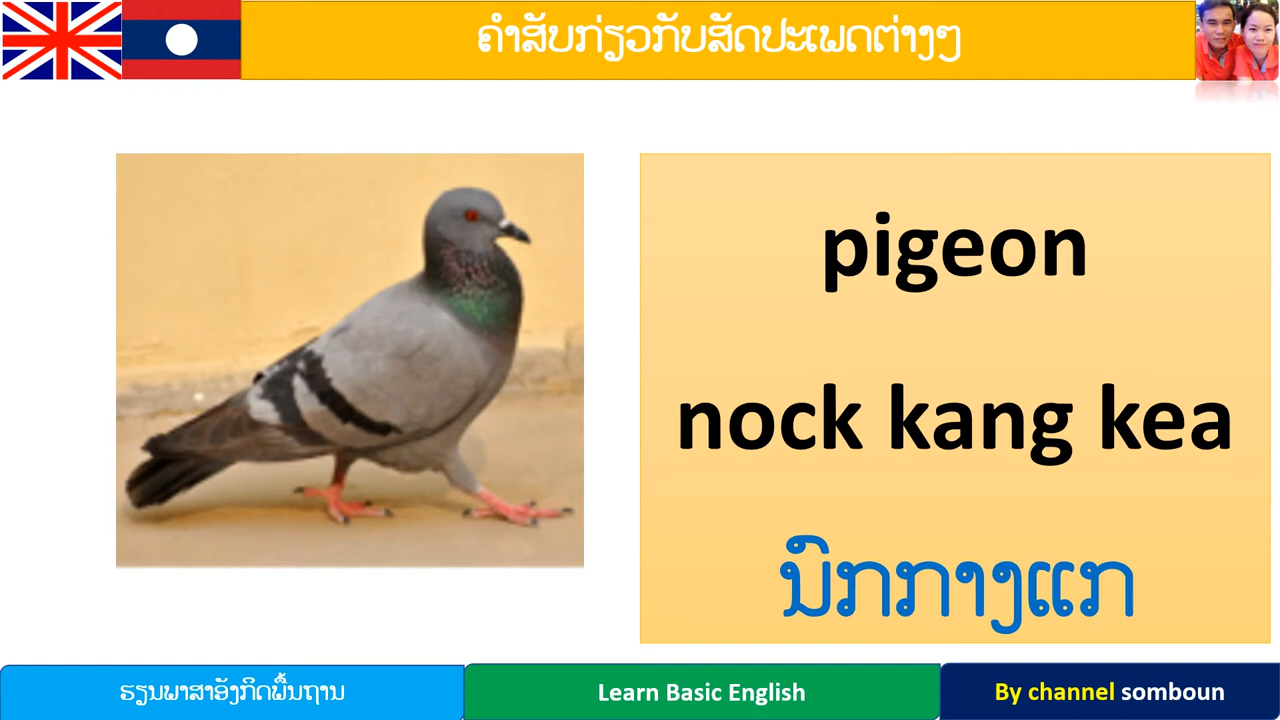 ຄຳສັບກ່ຽວກັບສັດປະເພດຕ່າງໆ
pigeon
nock kang kea
ນົກກາງແກ
ຮຽນພາສາອັງກິດພື້ນຖານ
Learn Basic English
By channel somboun